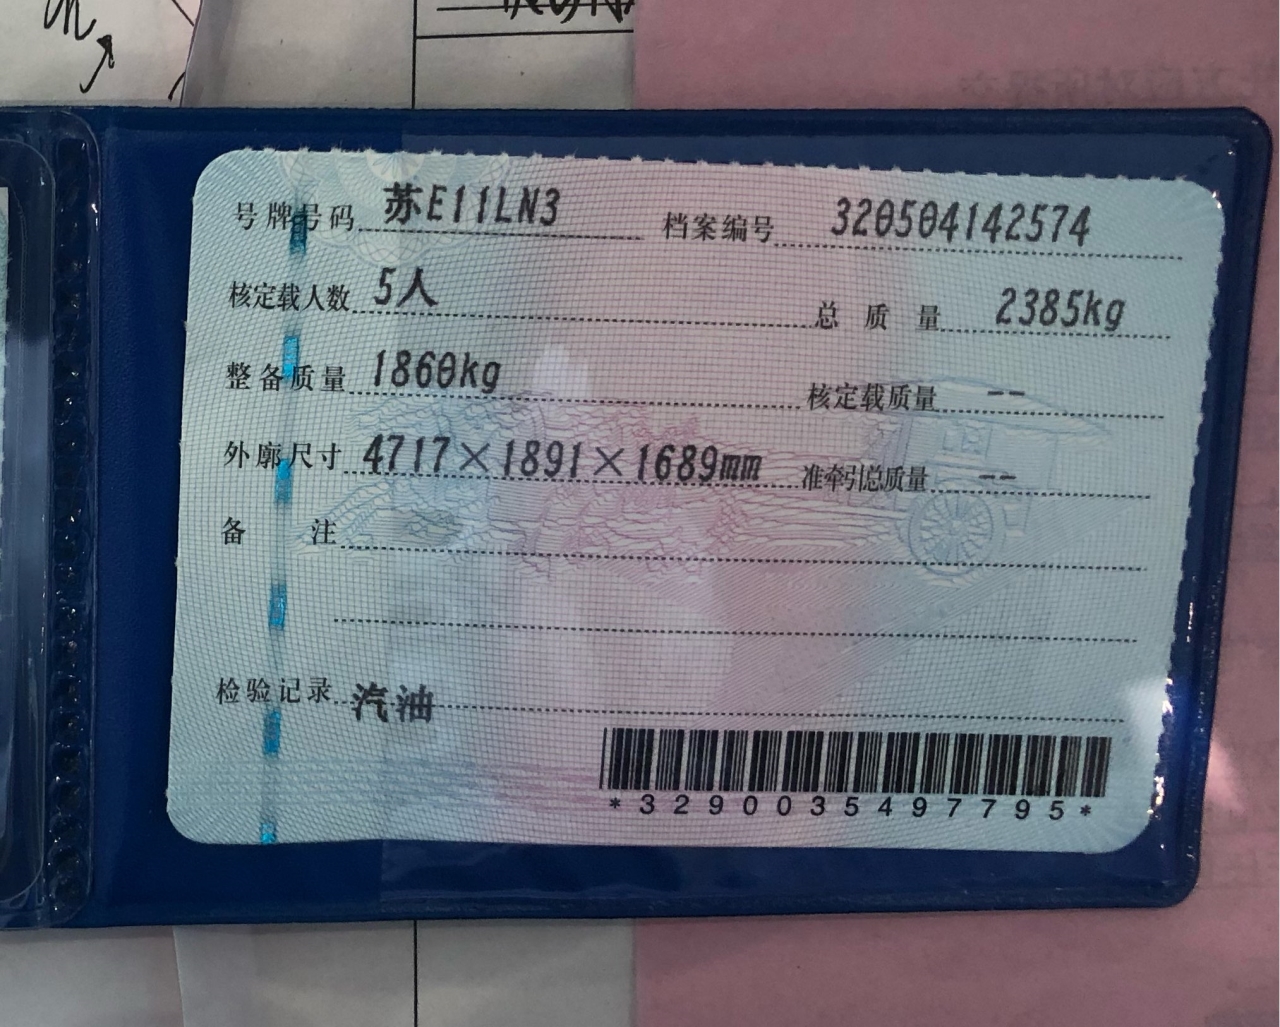 号牌号码 苏E11LN3 档案编号 320504142574
核定载人数 5人 总质量 2385kg
整备质量 1860kg 核定载质量 --
外廓尺寸 4717×1891×1689mm 准牵引总质量 --
备注
检验记录 汽油
*3290035497795*